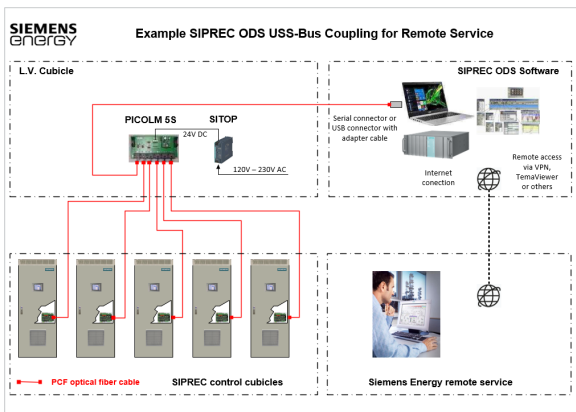 SIEMENS
energy
Example SIPREC ODS USS-Bus Coupling for Remote Service
L.V. Cubicle
PICOLM 5S
SITOP
24V DC
120V – 230V AC
SIPREC ODS Software
Serial connector or
USB connector with
adapter cable
Internet
conection
Remote access
via VPN,
TemaViewer
or others
PCF optical fiber cable
SIPREC control cubicles
Siemens Energy remote service